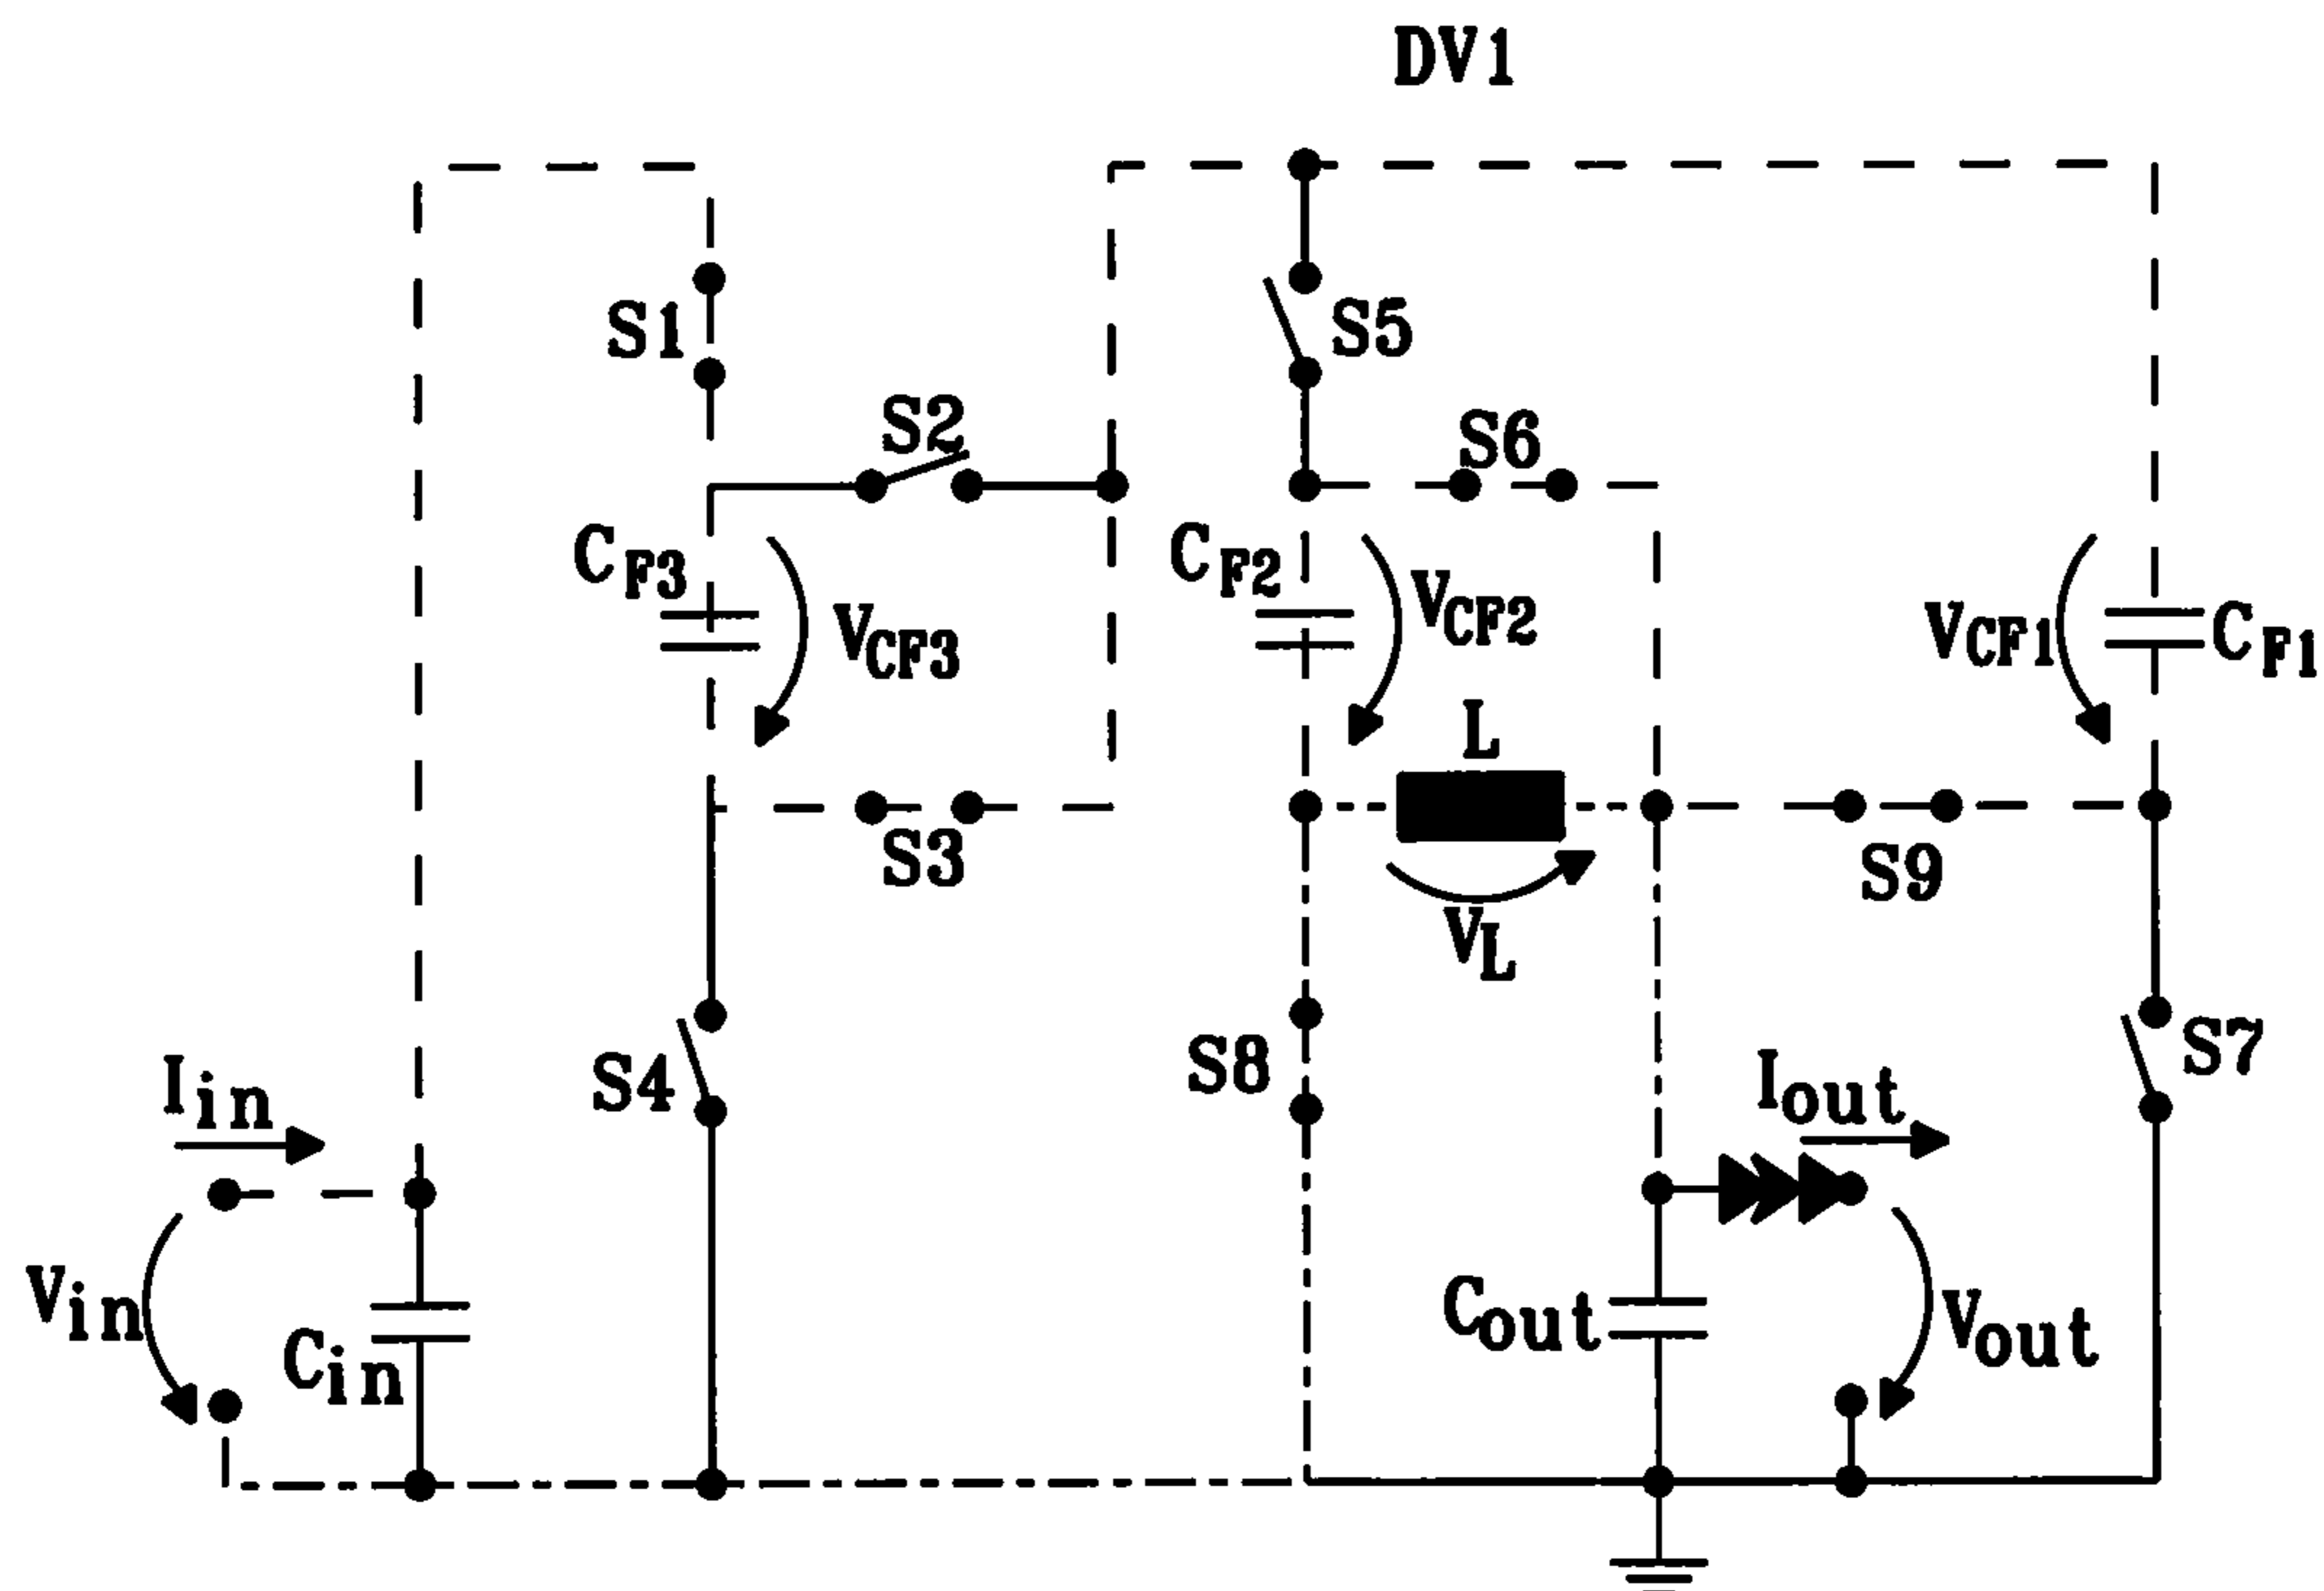 DV1
S1
S5
S2
S6
CF3
VCF3
CF2
VCF2
VCF1
CF1
L
S3
S9
VL
S4
S8
S7
Iin
Iout
Vin
Cin
Cout
Vout